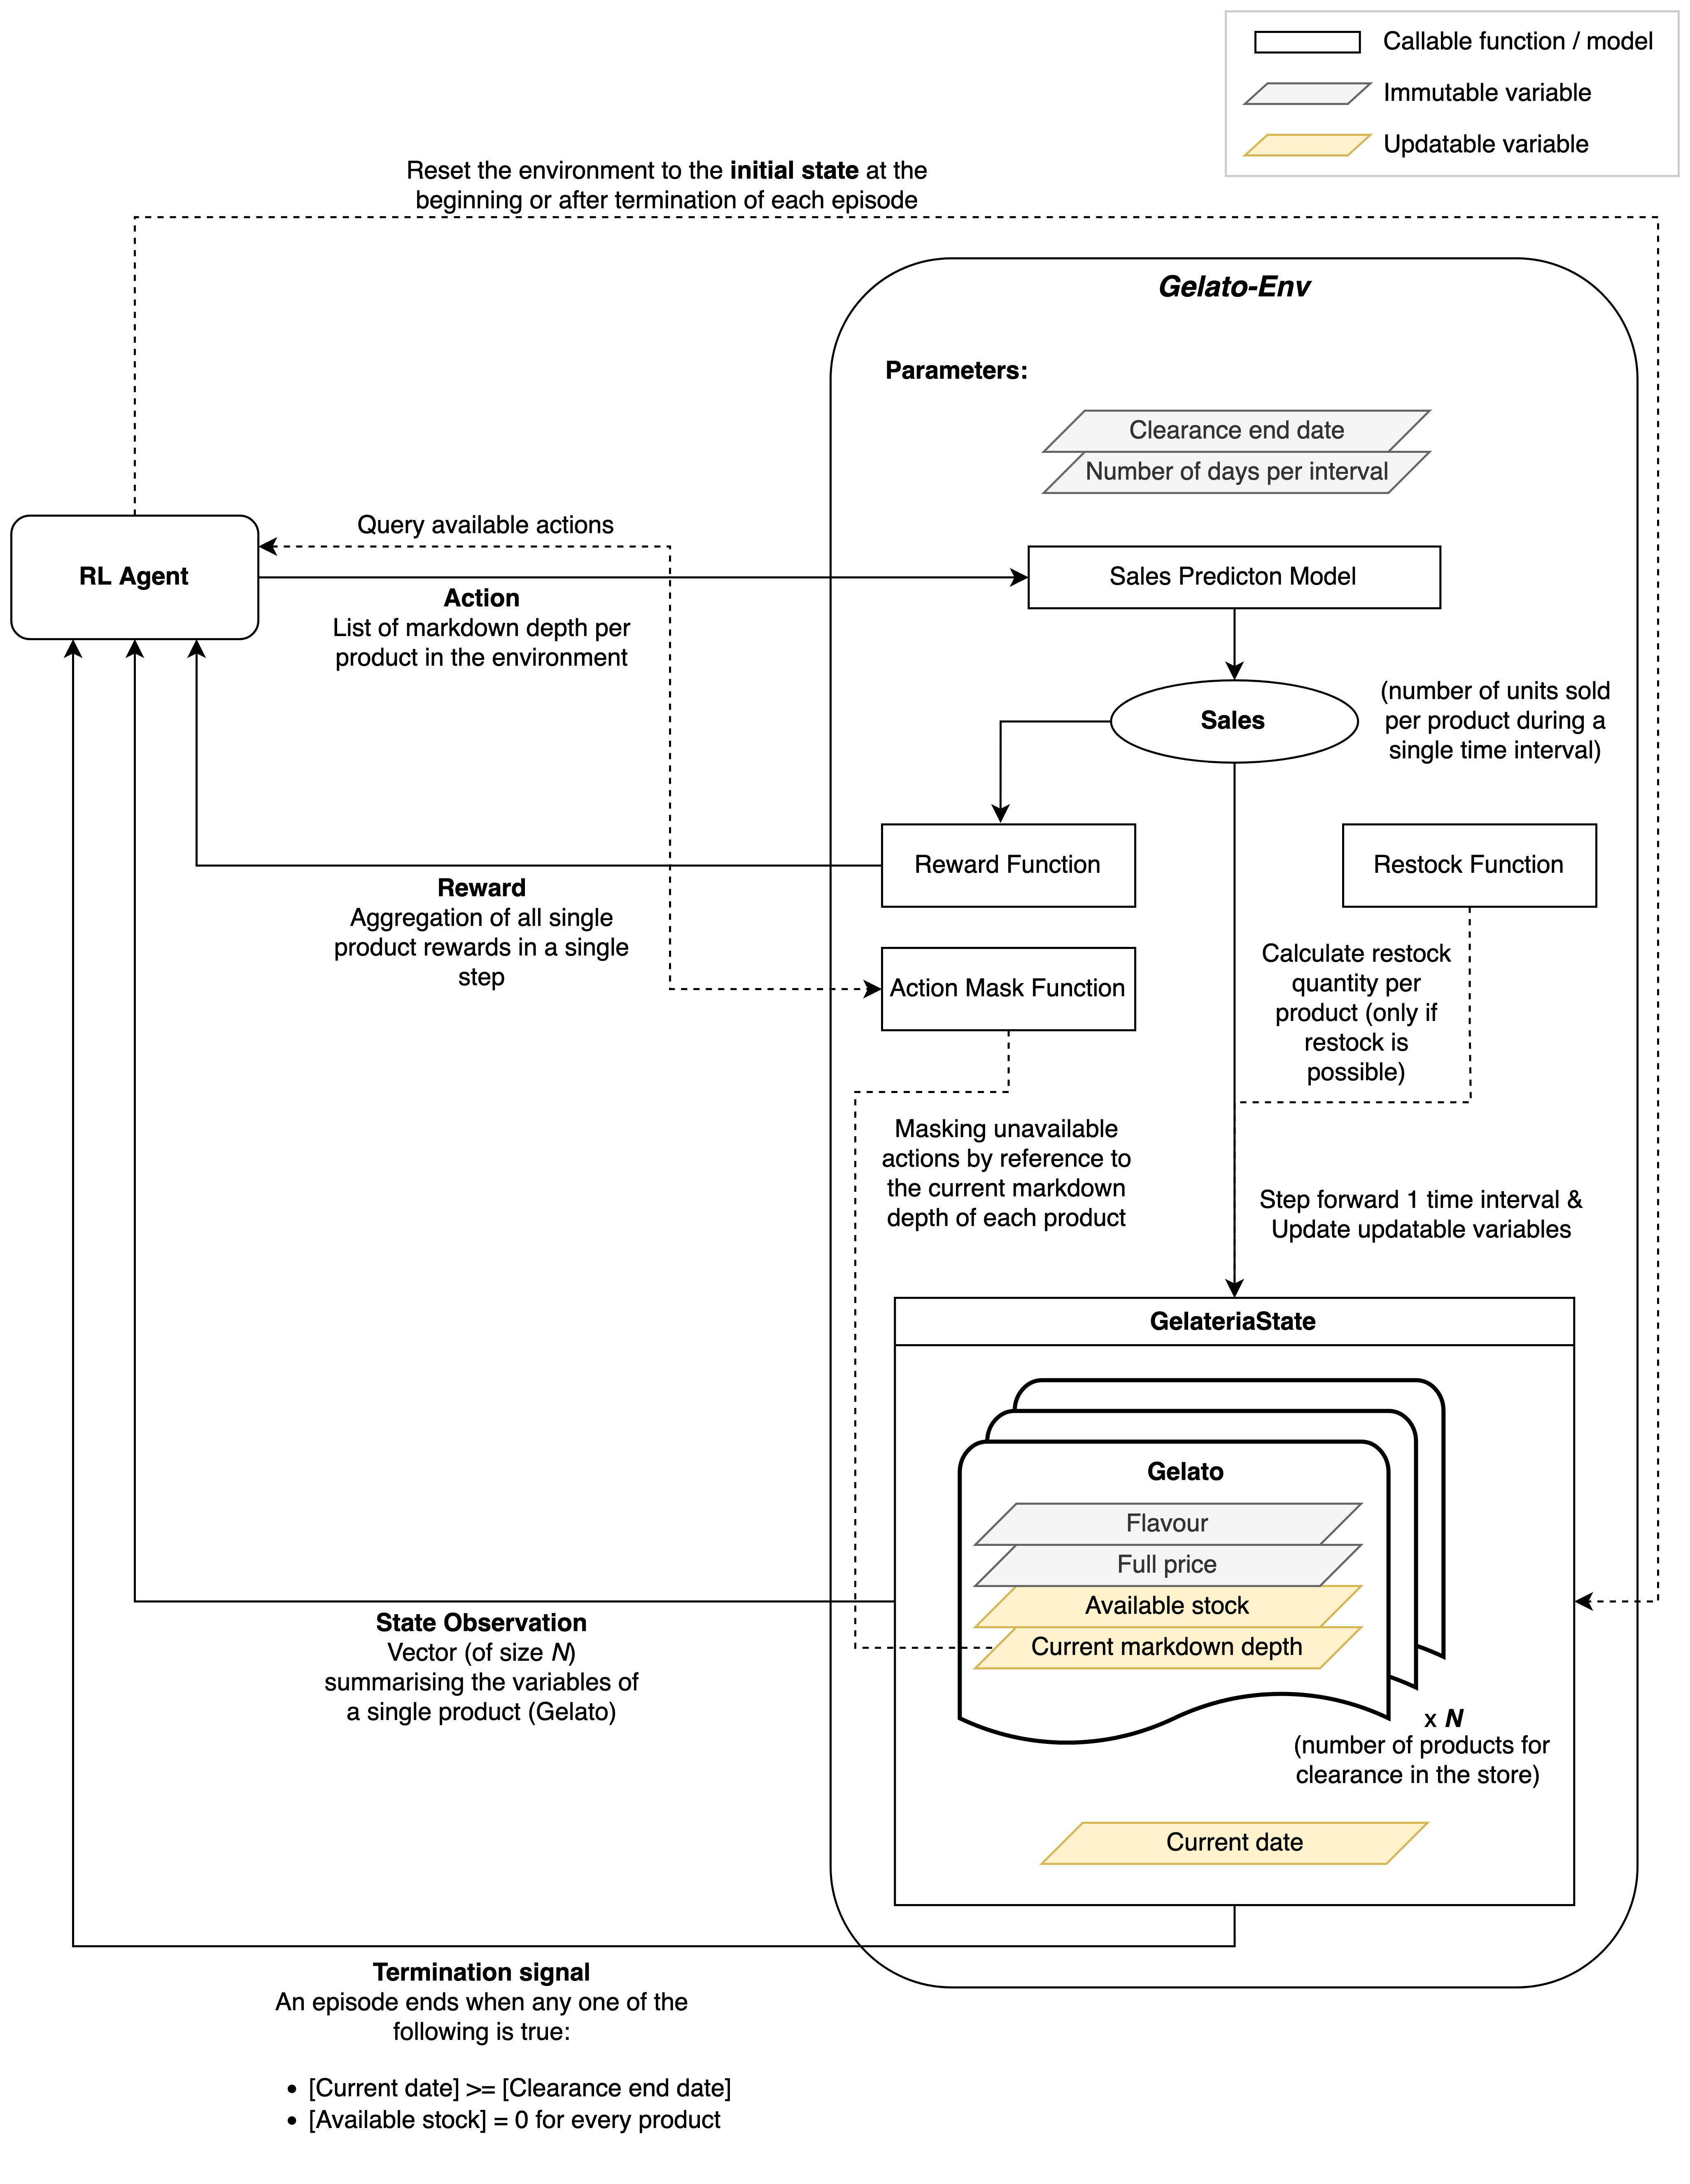 Callable function / model
Immutable variable
Updatable variable
Reset the environment to the initial state at the
beginning or after termination of each episode
Gelato-Env
Parameters:
Clearance end date
Number of days per interval
Query available actions
RL Agent
Sales Predicton Model
Action
List of markdown depth per
product in the environment
Sales
(number of units sold
per product during a
single time interval)
Reward Function
Restock Function
Reward
Aggregation of all single
product rewards in a single
step
Action Mask Function
Calculate restock
quantity per
product (only if
restock is
possible)
Masking unavailable
actions by reference to
the current markdown
depth of each product
Step forward 1 time interval &
Update updatable variables
GelateriaState
Gelato
Flavour
Full price
Available stock
Current markdown depth
State Observation
Vector (of size N)
summarising the variables of
a single product (Gelato)
x N
(number of products for
clearance in the store)
Current date
Termination signal
An episode ends when any one of the
following is true:
• [Current date] >= [Clearance end date]
• [Available stock] = 0 for every product